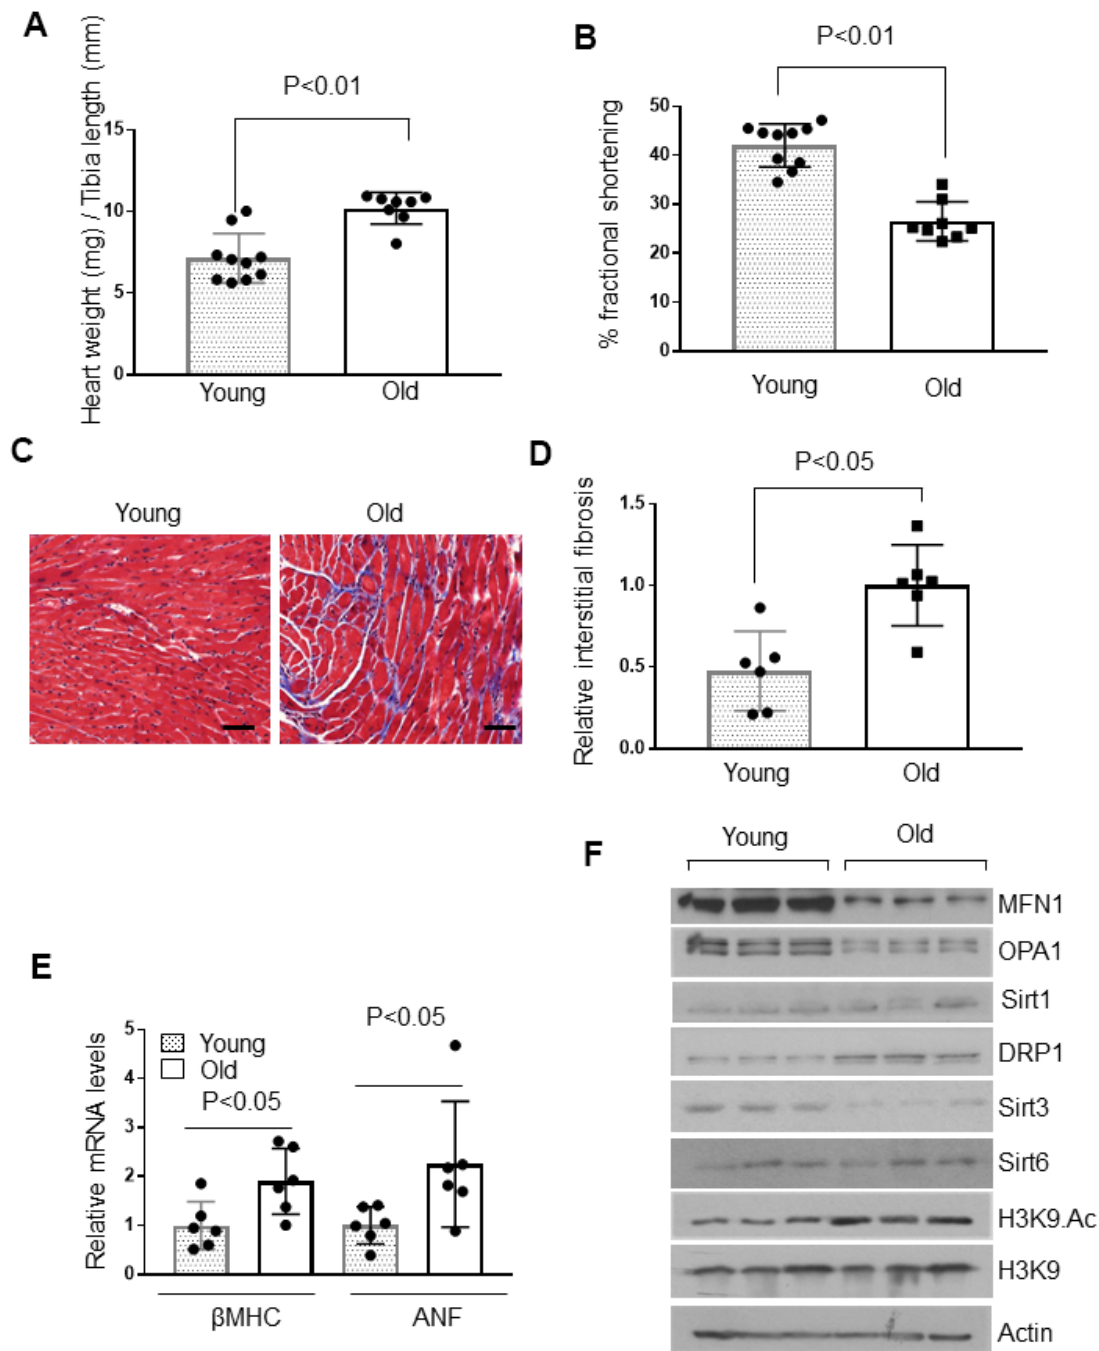 A
Heart weight (mg) / Tibia length (mm)
P<0.01
15
10
5
0
Young
Old
B
% fractional shortening
P<0.01
50
40
30
20
10
0
Young
Old
C
Young
Old
D
Relative interstitial fibrosis
P<0.05
1.5
1.0
0.5
0.0
Young
Old
E
Relative mRNA levels
5
4
3
2
1
0
Young
Old
P<0.05
P<0.05
βMHC
ANF
F
Young
Old
MFN1
OPA1
Sirt1
DRP1
Sirt3
Sirt6
H3K9.Ac
H3K9
Actin